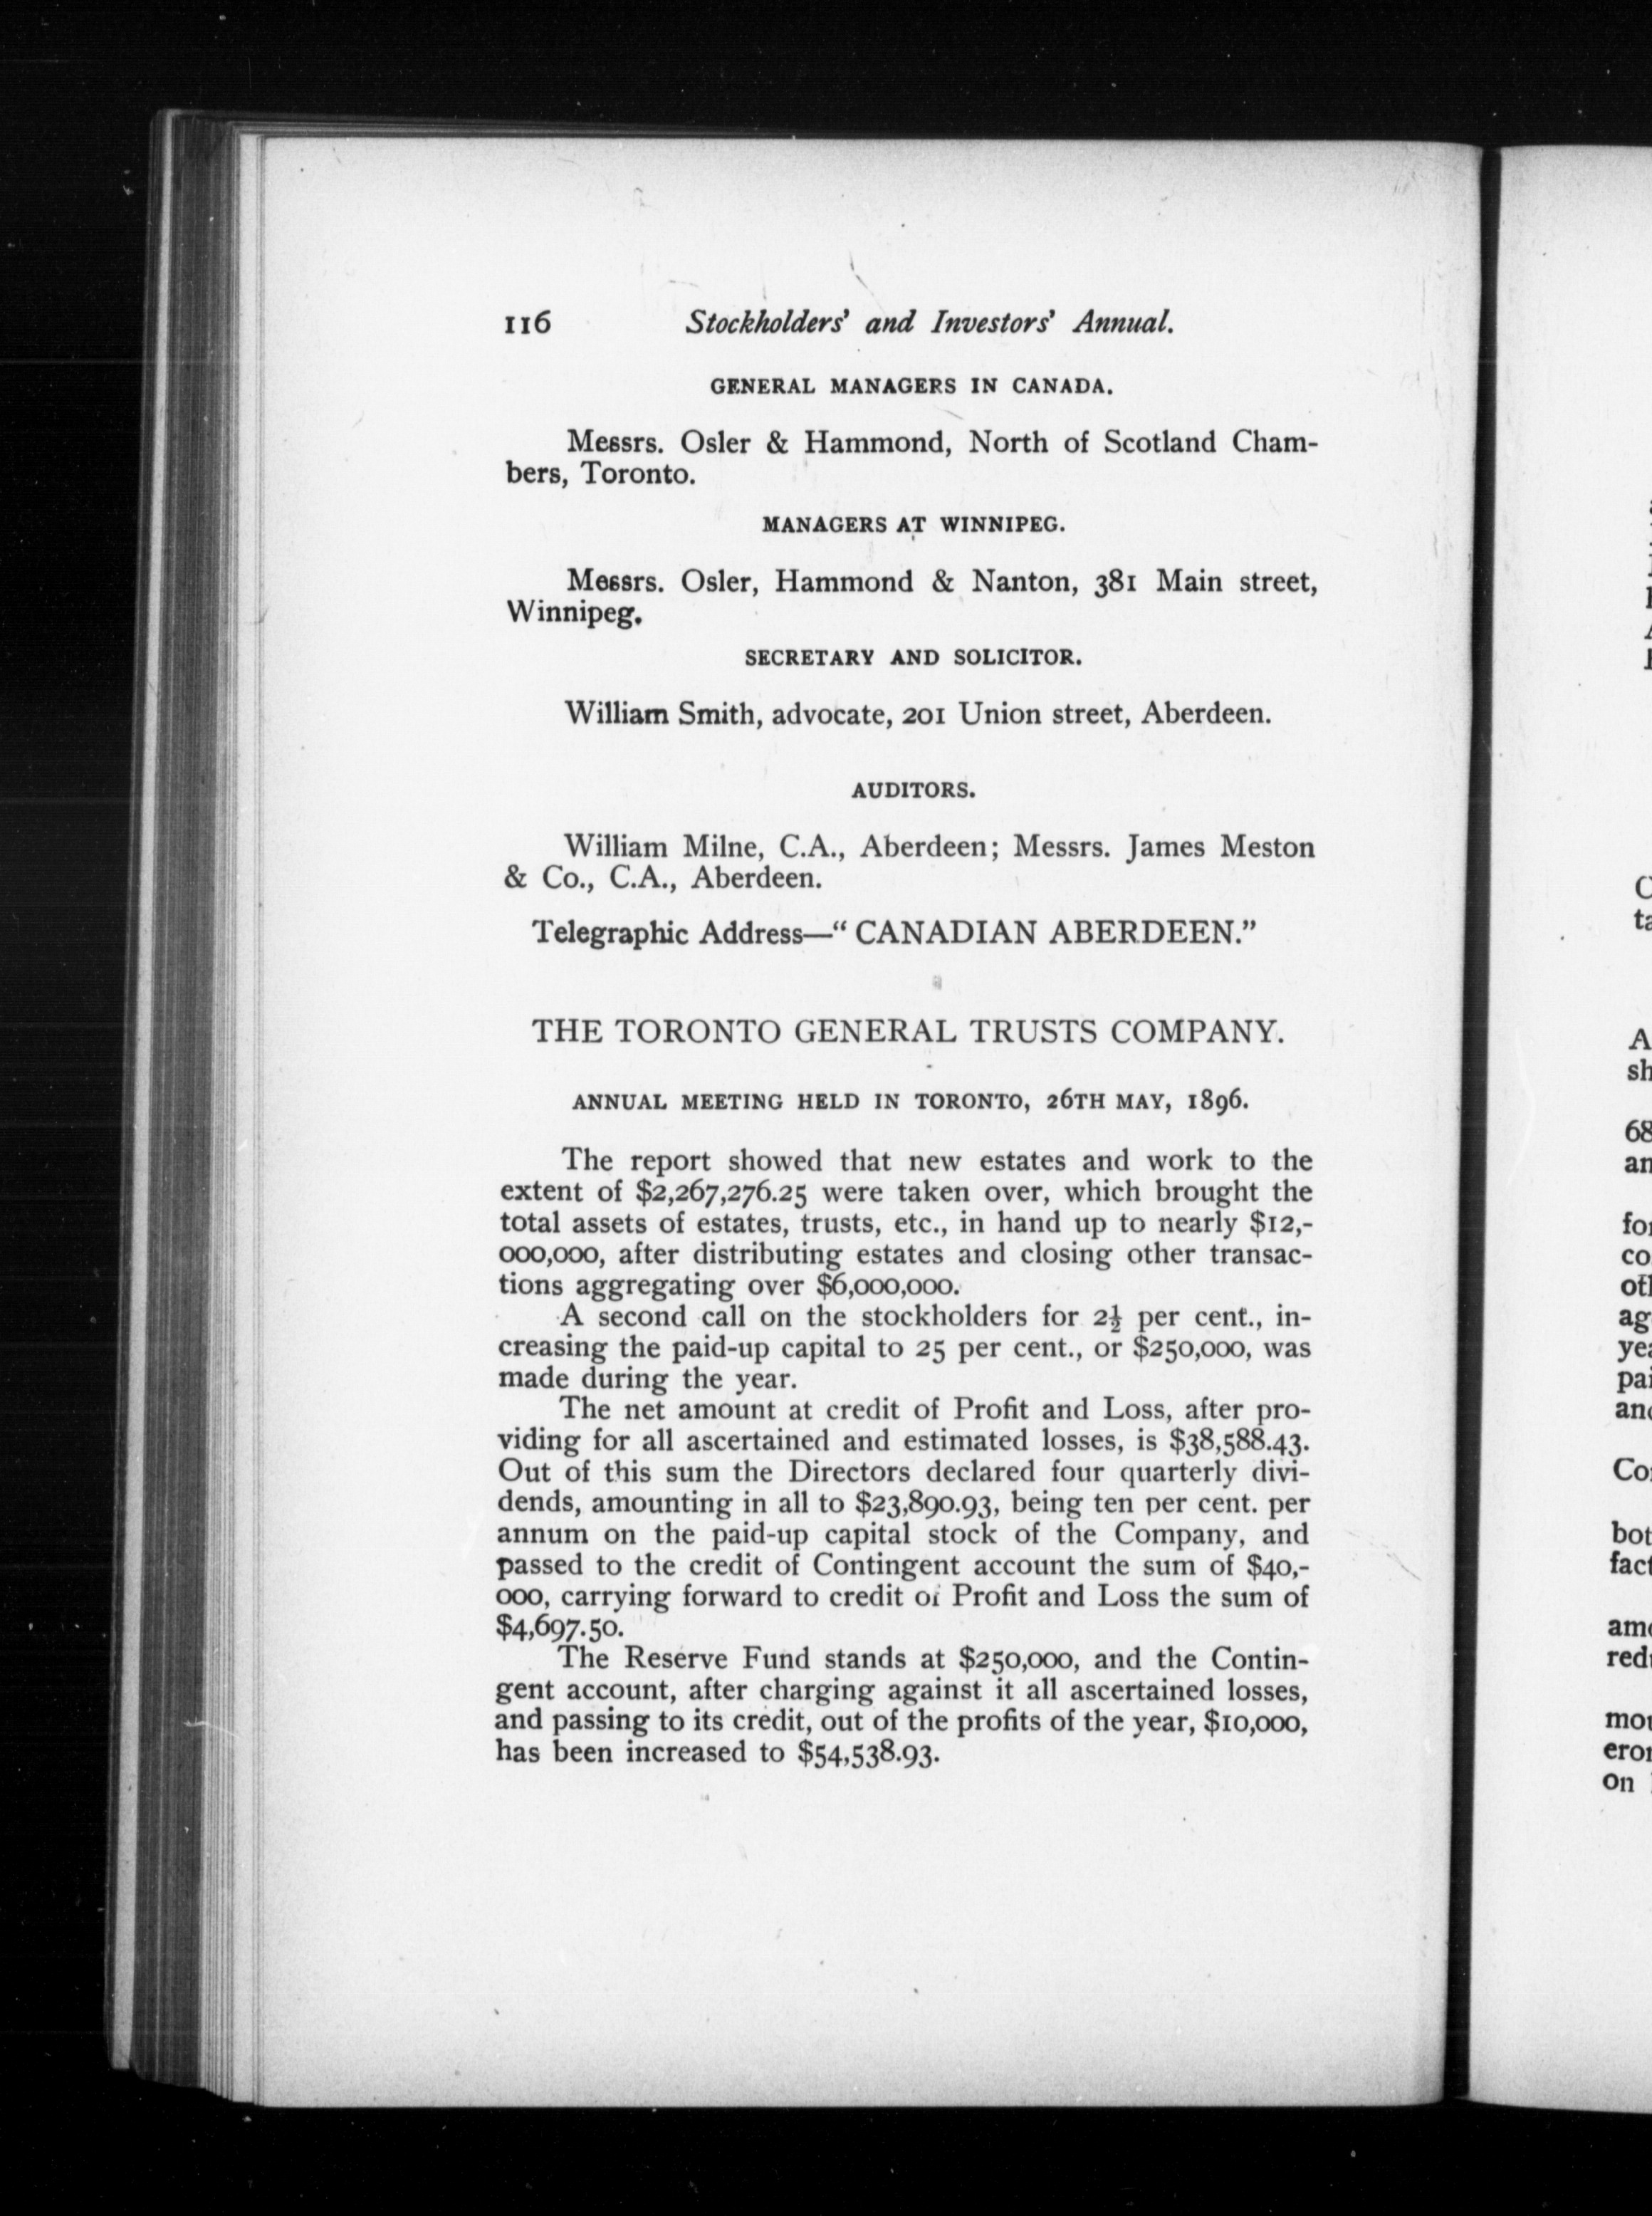 116 Stockholders' and Investors' Annual.
GENERAL MANAGERS IN CANADA.
Messrs. Osler & Hammond, North of Scotland Cham-
bers, Toronto.
MANAGERS AT WINNIPEG.
Messrs. Osler, Hammond & Nanton, 381 Main street,
Winnipeg.
SECRETARY AND SOLICITOR.
William Smith, advocate, 201 Union street, Aberdeen.
AUDITORS.
William Milne, C.A., Aberdeen; Messrs. James Meston
& Co., C.A., Aberdeen.
Telegraphic Address—“CANADIAN ABERDEEN.”
THE TORONTO GENERAL TRUSTS COMPANY.
ANNUAL MEETING HELD IN TORONTO, 26TH MAY, 1896.
The report showed that new estates and work to the
extent of $2,267,276.25 were taken over, which brought the
total assets of estates, trusts, etc., in hand up to nearly $12,-
000,000, after distributing estates and closing other transac-
tions aggregating over $6,000,000.
A second call on the stockholders for 2½ per cent., in-
creasing the paid-up capital to 25 per cent., or $250,000, was
made during the year.
The net amount at credit of Profit and Loss, after pro-
viding for all ascertained and estimated losses, is $38,588.43.
Out of this sum the Directors declared four quarterly divi-
dends, amounting in all to $23,890.93, being ten per cent. per
annum on the paid-up capital stock of the Company, and
passed to the credit of Contingent account the sum of $40,-
000, carrying forward to credit of Profit and Loss the sum of
$4,697.50.
The Reserve Fund stands at $250,000, and the Contin-
gent account, after charging against it all ascertained losses,
and passing to its credit, out of the profits of the year, $10,000,
has been increased to $54,538.93.